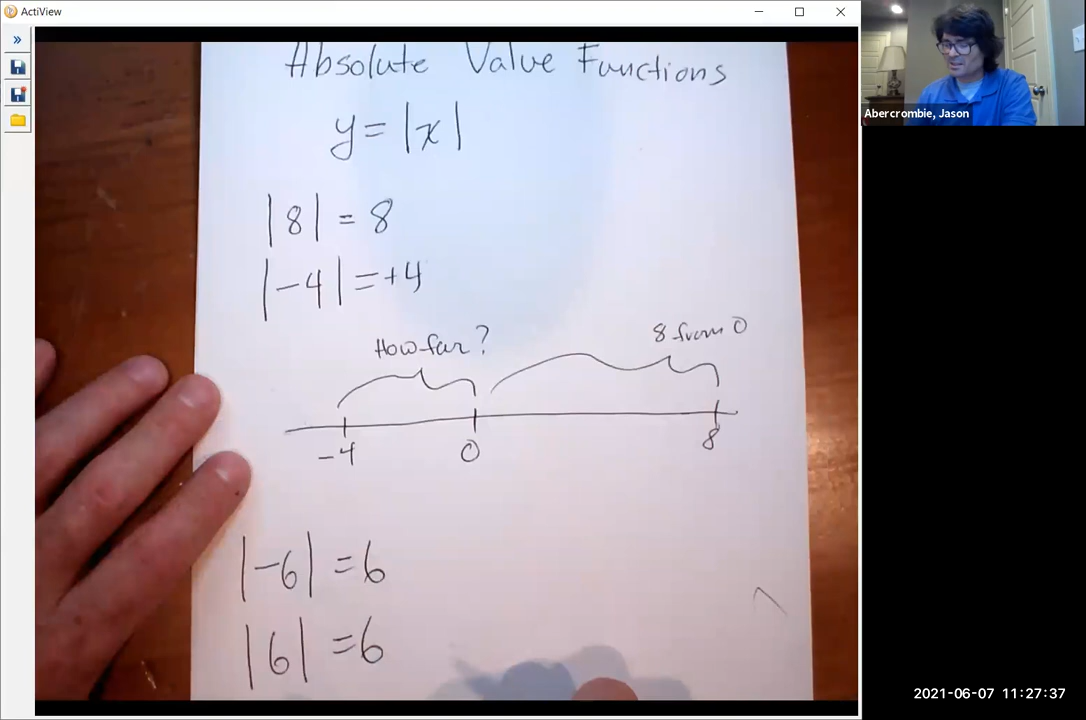 ActiView
Absolute Value Functions
y = |x|
|8| = 8
|-4| = +4
How far?
8 from 0
-4
0
8
|-6| = 6
|6| = 6
Abercrombie, Jason
2021-06-07 11:27:37